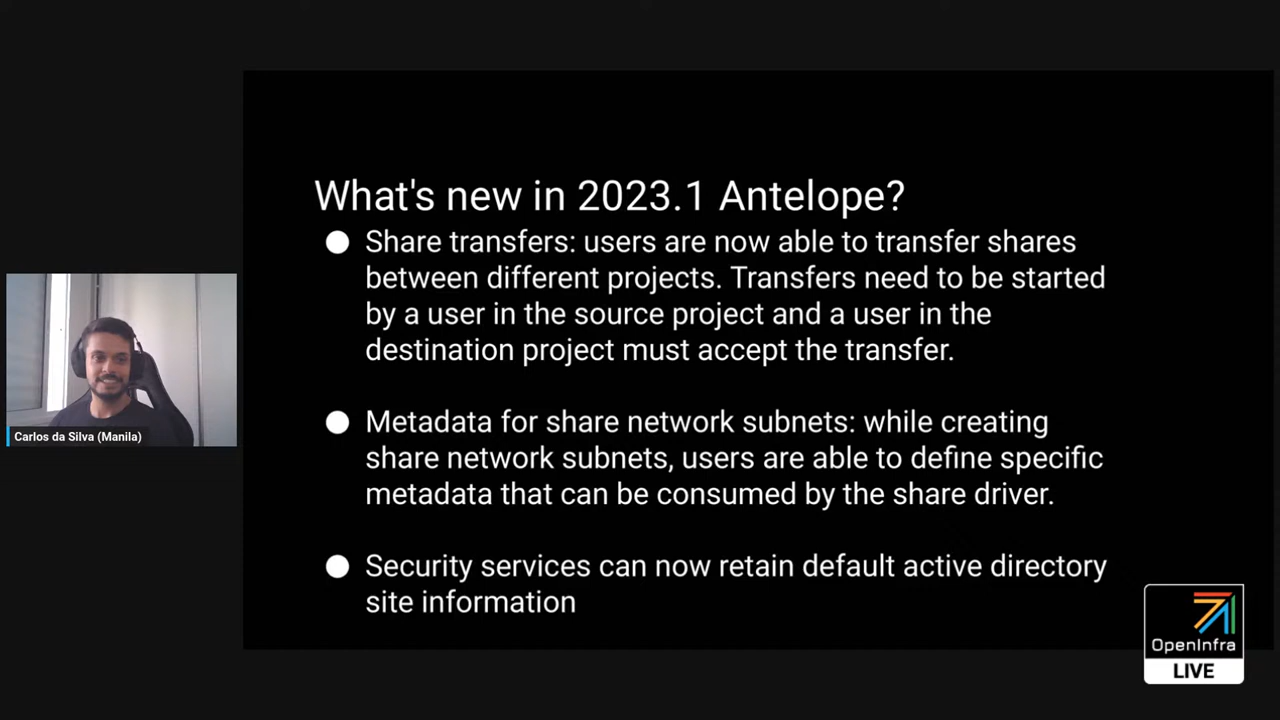 What's new in 2023.1 Antelope?
● Share transfers: users are now able to transfer shares
between different projects. Transfers need to be started
by a user in the source project and a user in the
destination project must accept the transfer.
● Metadata for share network subnets: while creating
share network subnets, users are able to define specific
metadata that can be consumed by the share driver.
● Security services can now retain default active directory
site information
Carlos da Silva (Manila)
OpenInfra
LIVE